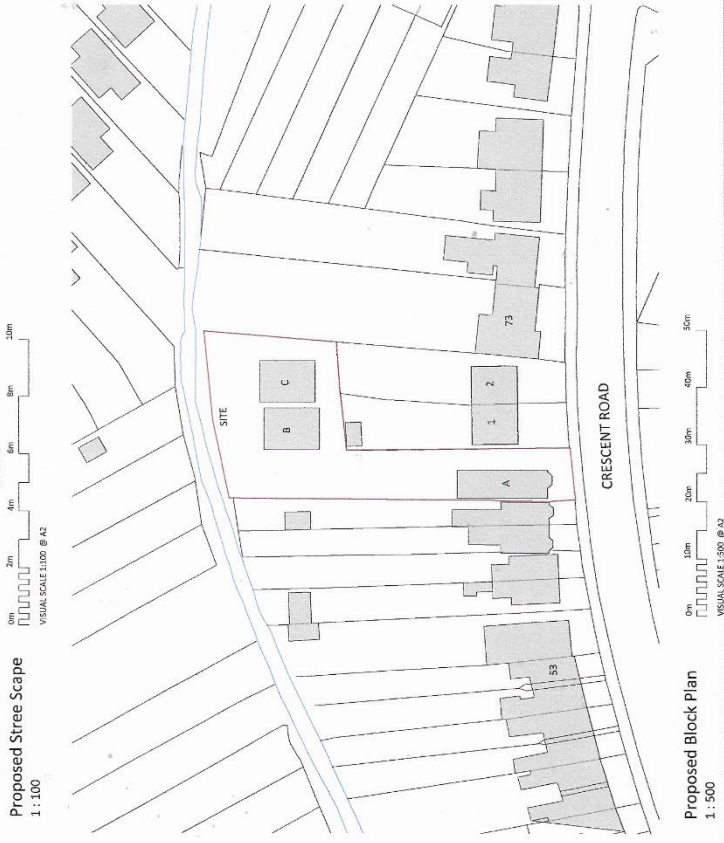 Proposed Stree Scape
1 : 100
0m 2m 4m 6m 8m 10m
VISUAL SCALE 1:100 @ A2
SITE
B
C
A
1
2
73
53
CRESCENT ROAD
Proposed Block Plan
1 : 500
0m 10m 20m 30m 40m 50m
VISUAL SCALE 1:500 @ A2